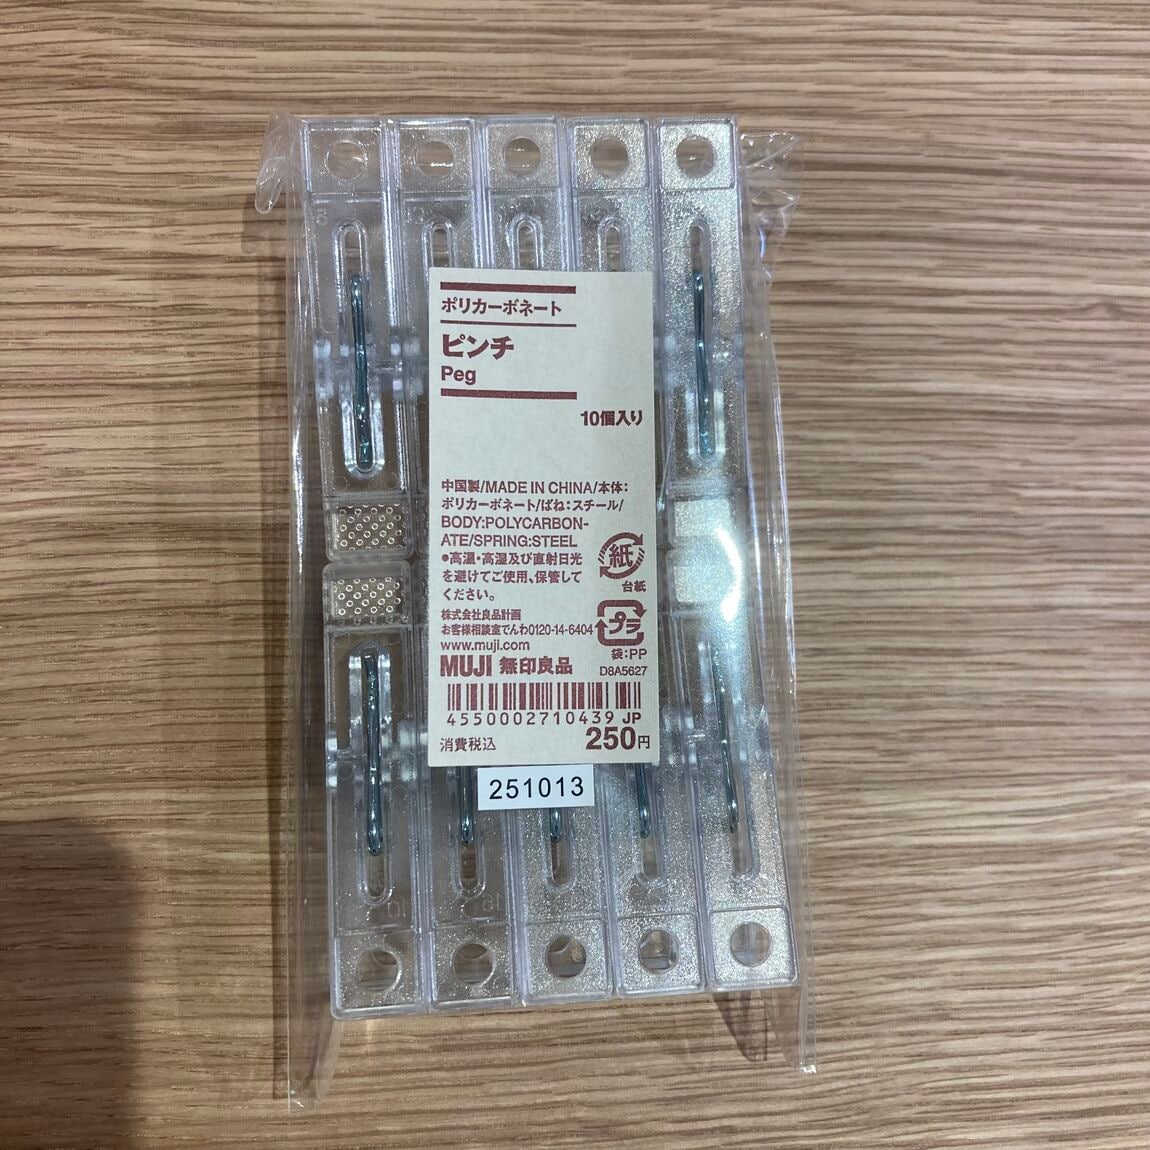 ポリカーボネート
ピンチ
Peg
10個入り
中国製/MADE IN CHINA/本体:
ポリカーボネート/ばね:スチール/
BODY:POLYCARBON-
ATE/SPRING:STEEL
●高温・高湿及び直射日光
を避けてご使用、保管して
ください。
紙
台紙
株式会社良品計画
お客様相談室でんわ0120-14-6404
www.muji.com
プラ
袋:PP
MUJI 無印良品
D8A5627
4550002710439 JP
消費税込 250円
251013